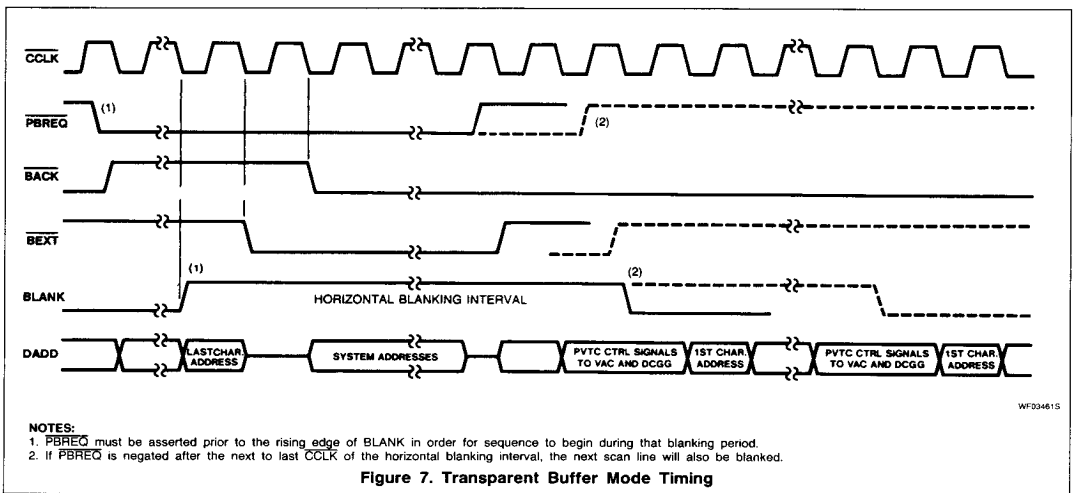 CCLK
PBREQ
(1)
(2)
BACK
BEXT
(1)
(2)
BLANK
HORIZONTAL BLANKING INTERVAL
DADD
LAST CHAR.
ADDRESS
SYSTEM ADDRESSES
PVTC CTRL SIGNALS
TO VAC AND DCGG
1ST CHAR.
ADDRESS
PVTC CTRL SIGNALS
TO VAC AND DCGG
1ST CHAR.
ADDRESS
WF03461S
NOTES:
1. PBREQ must be asserted prior to the rising edge of BLANK in order for sequence to begin during that blanking period.
2. If PBREQ is negated after the next to last CCLK of the horizontal blanking interval, the next scan line will also be blanked.
Figure 7. Transparent Buffer Mode Timing